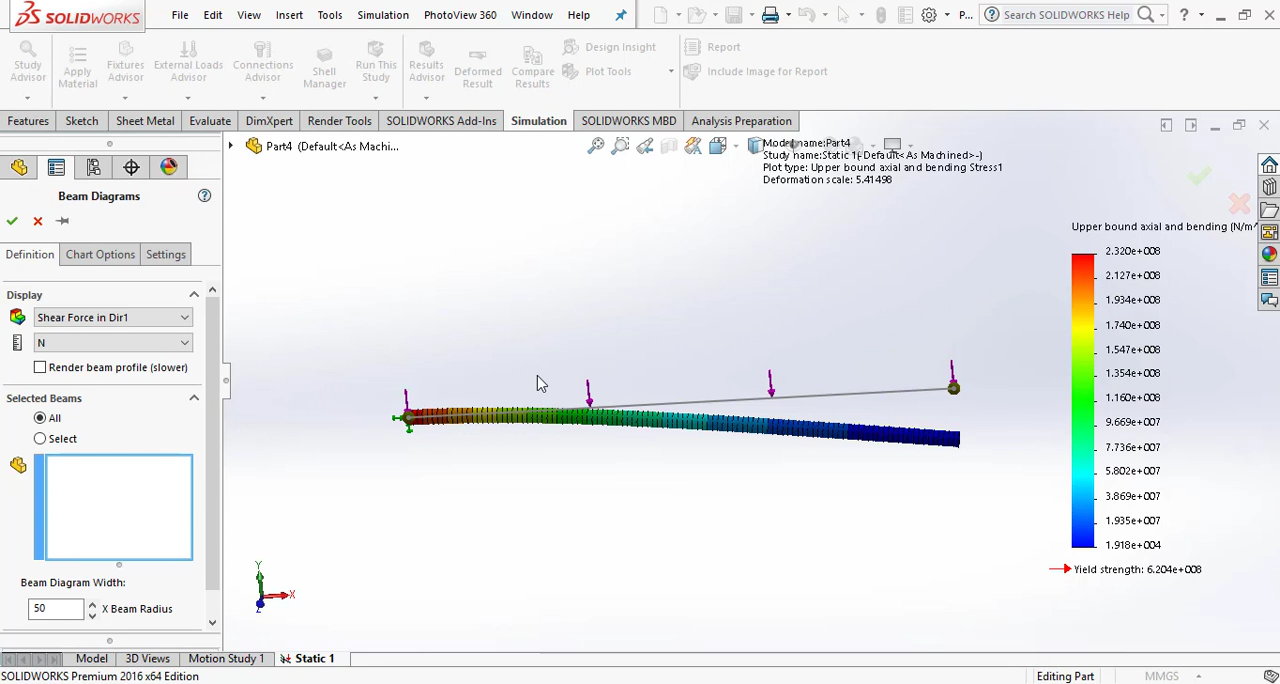 SOLIDWORKS File Edit View Insert Tools Simulation PhotoView 360 Window Help P... Search SOLIDWORKS Help ?
Study Advisor
Apply Material
Fixtures Advisor
External Loads Advisor
Connections Advisor
Shell Manager
Run This Study
Results Advisor
Deformed Result
Compare Results
Design Insight
Plot Tools
Report
Include Image for Report
Features Sketch Sheet Metal Evaluate DimXpert Render Tools SOLIDWORKS Add-Ins Simulation SOLIDWORKS MBD Analysis Preparation
Part4 (Default<As Machi...
Model name:Part4
Study name:Static 1(-Default<As Machined>-)
Plot type: Upper bound axial and bending Stress1
Deformation scale: 5.41498
Beam Diagrams ?
Definition Chart Options Settings
Display
Shear Force in Dir1
N
Render beam profile (slower)
Selected Beams
All
Select
Beam Diagram Width:
50 X Beam Radius
Upper bound axial and bending (N/m^
2.320e+008
2.127e+008
1.934e+008
1.740e+008
1.547e+008
1.354e+008
1.160e+008
9.669e+007
7.736e+007
5.802e+007
3.869e+007
1.935e+007
1.918e+004
Yield strength: 6.204e+008
Y
X
Z
Model 3D Views Motion Study 1 Static 1
SOLIDWORKS Premium 2016 x64 Edition Editing Part MMGS